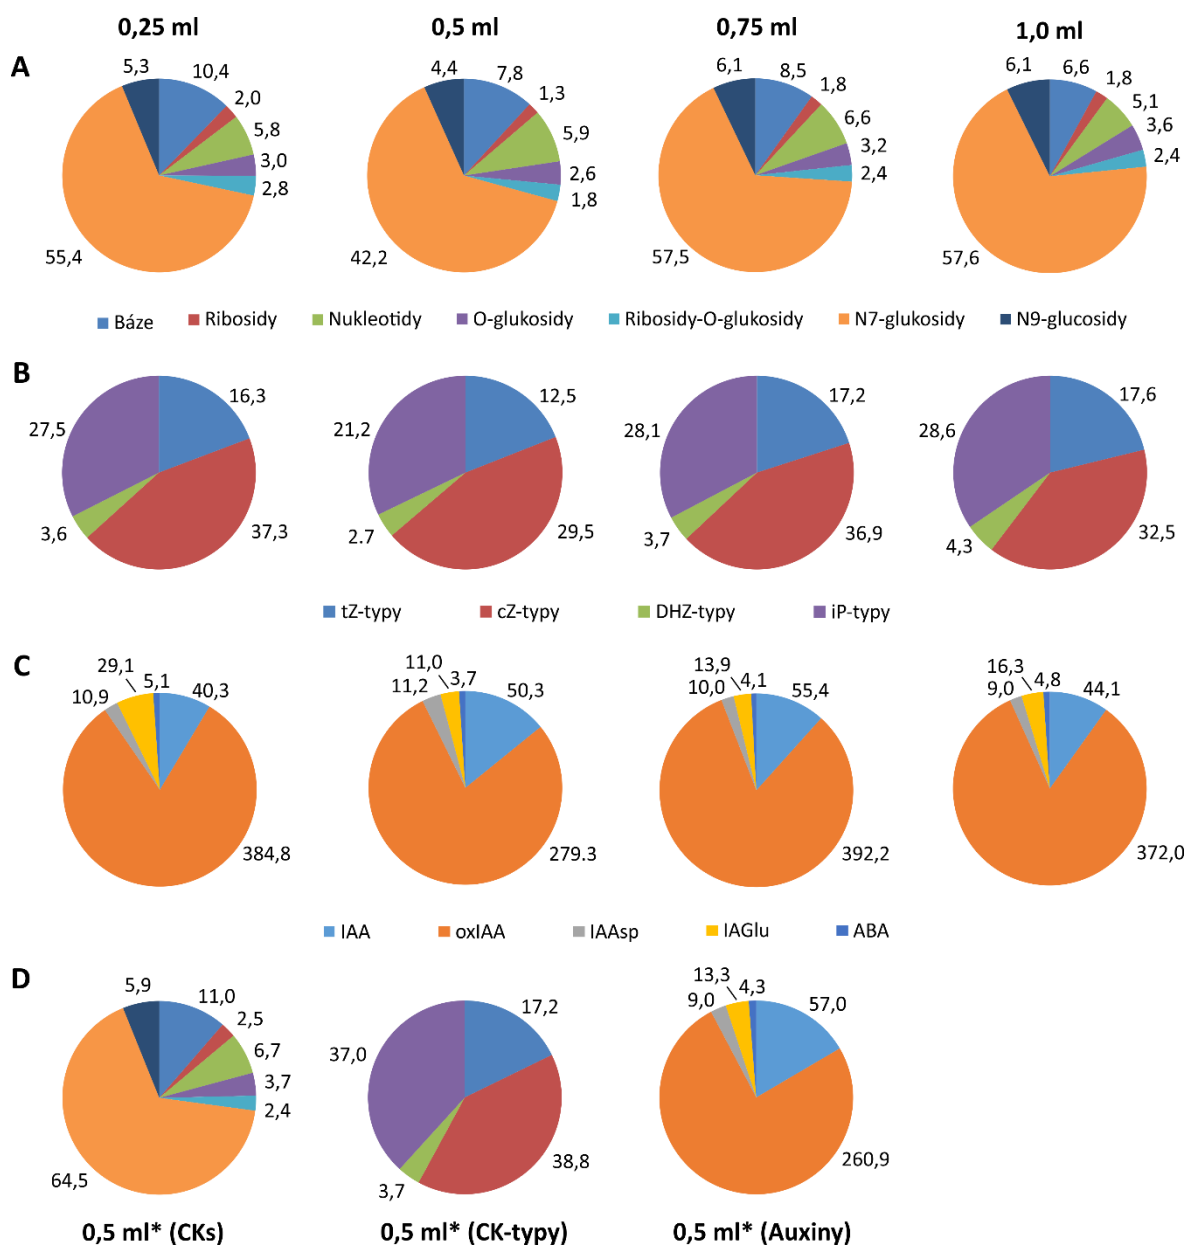 0,25 ml 0,5 ml 0,75 ml 1,0 ml
A
5,3 10,4 2,0 5,8 3,0 2,8 55,4
4,4 7,8 1,3 5,9 2,6 1,8 42,2
6,1 8,5 1,8 6,6 3,2 2,4 57,5
6,1 6,6 1,8 5,1 3,6 2,4 57,6
Báze Ribosidy Nukleotidy O-glukosidy Ribosidy-O-glukosidy N7-glukosidy N9-glucosidy
B
27,5 16,3 3,6 37,3
21,2 12,5 2.7 29,5
28,1 17,2 3,7 36,9
28,6 17,6 4,3 32,5
tZ-typy cZ-typy DHZ-typy iP-typy
C
29,1 5,1 40,3 10,9 384,8
11,0 3,7 50,3 11,2 279.3
13,9 4,1 55,4 10,0 392,2
16,3 4,8 44,1 9,0 372,0
IAA oxIAA IAAsp IAGlu ABA
D
5,9 11,0 2,5 6,7 3,7 2,4 64,5
37,0 17,2 3,7 38,8
13,3 4,3 57,0 9,0 260,9
0,5 ml* (CKs) 0,5 ml* (CK-typy) 0,5 ml* (Auxiny)